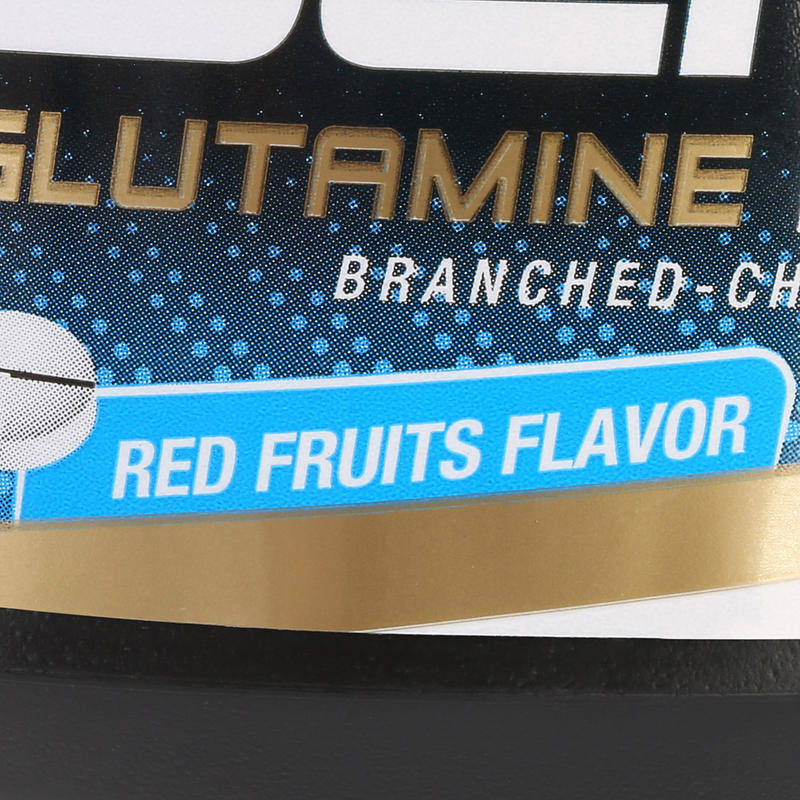 GLUTAMINE
BRANCHED-CH
RED FRUITS FLAVOR